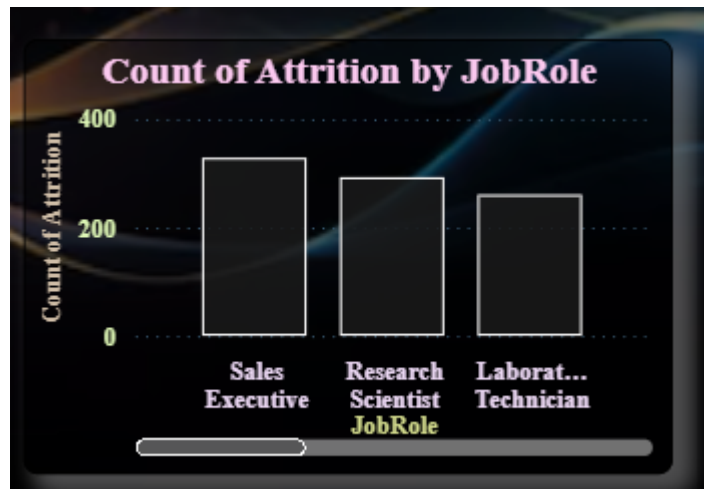 Count of Attrition by JobRole
Count of Attrition
400
200
0
Sales
Executive
Research
Scientist
Laborat...
Technician
JobRole